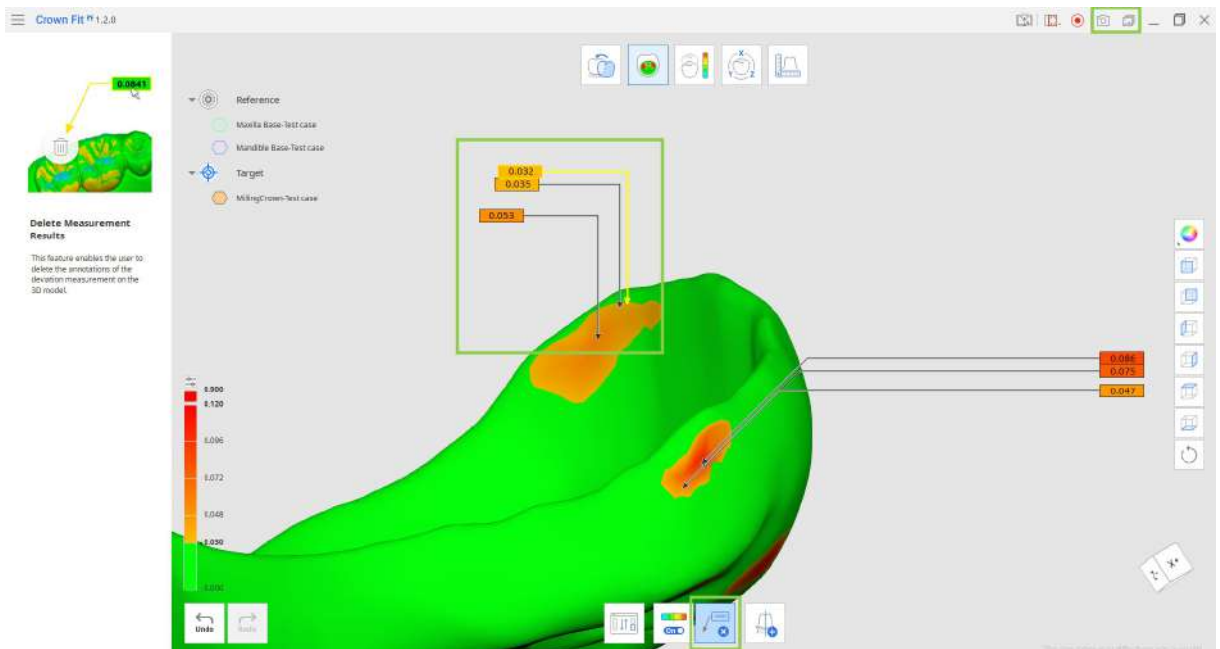 Crown Fit 1.2.0
0.0841
Delete Measurement
Results
This feature enables the user to
delete the annotations of the
deviation measurement on the
3D model.
Reference
Maxilla Base-Test case
Mandible Base-Test case
Target
MillingCrown-Test case
0.032
0.035
0.053
0.086
0.075
0.047
0.900
0.120
0.096
0.072
0.048
0.030
0.000
Undo
Redo
On
X
Y
Z
X+